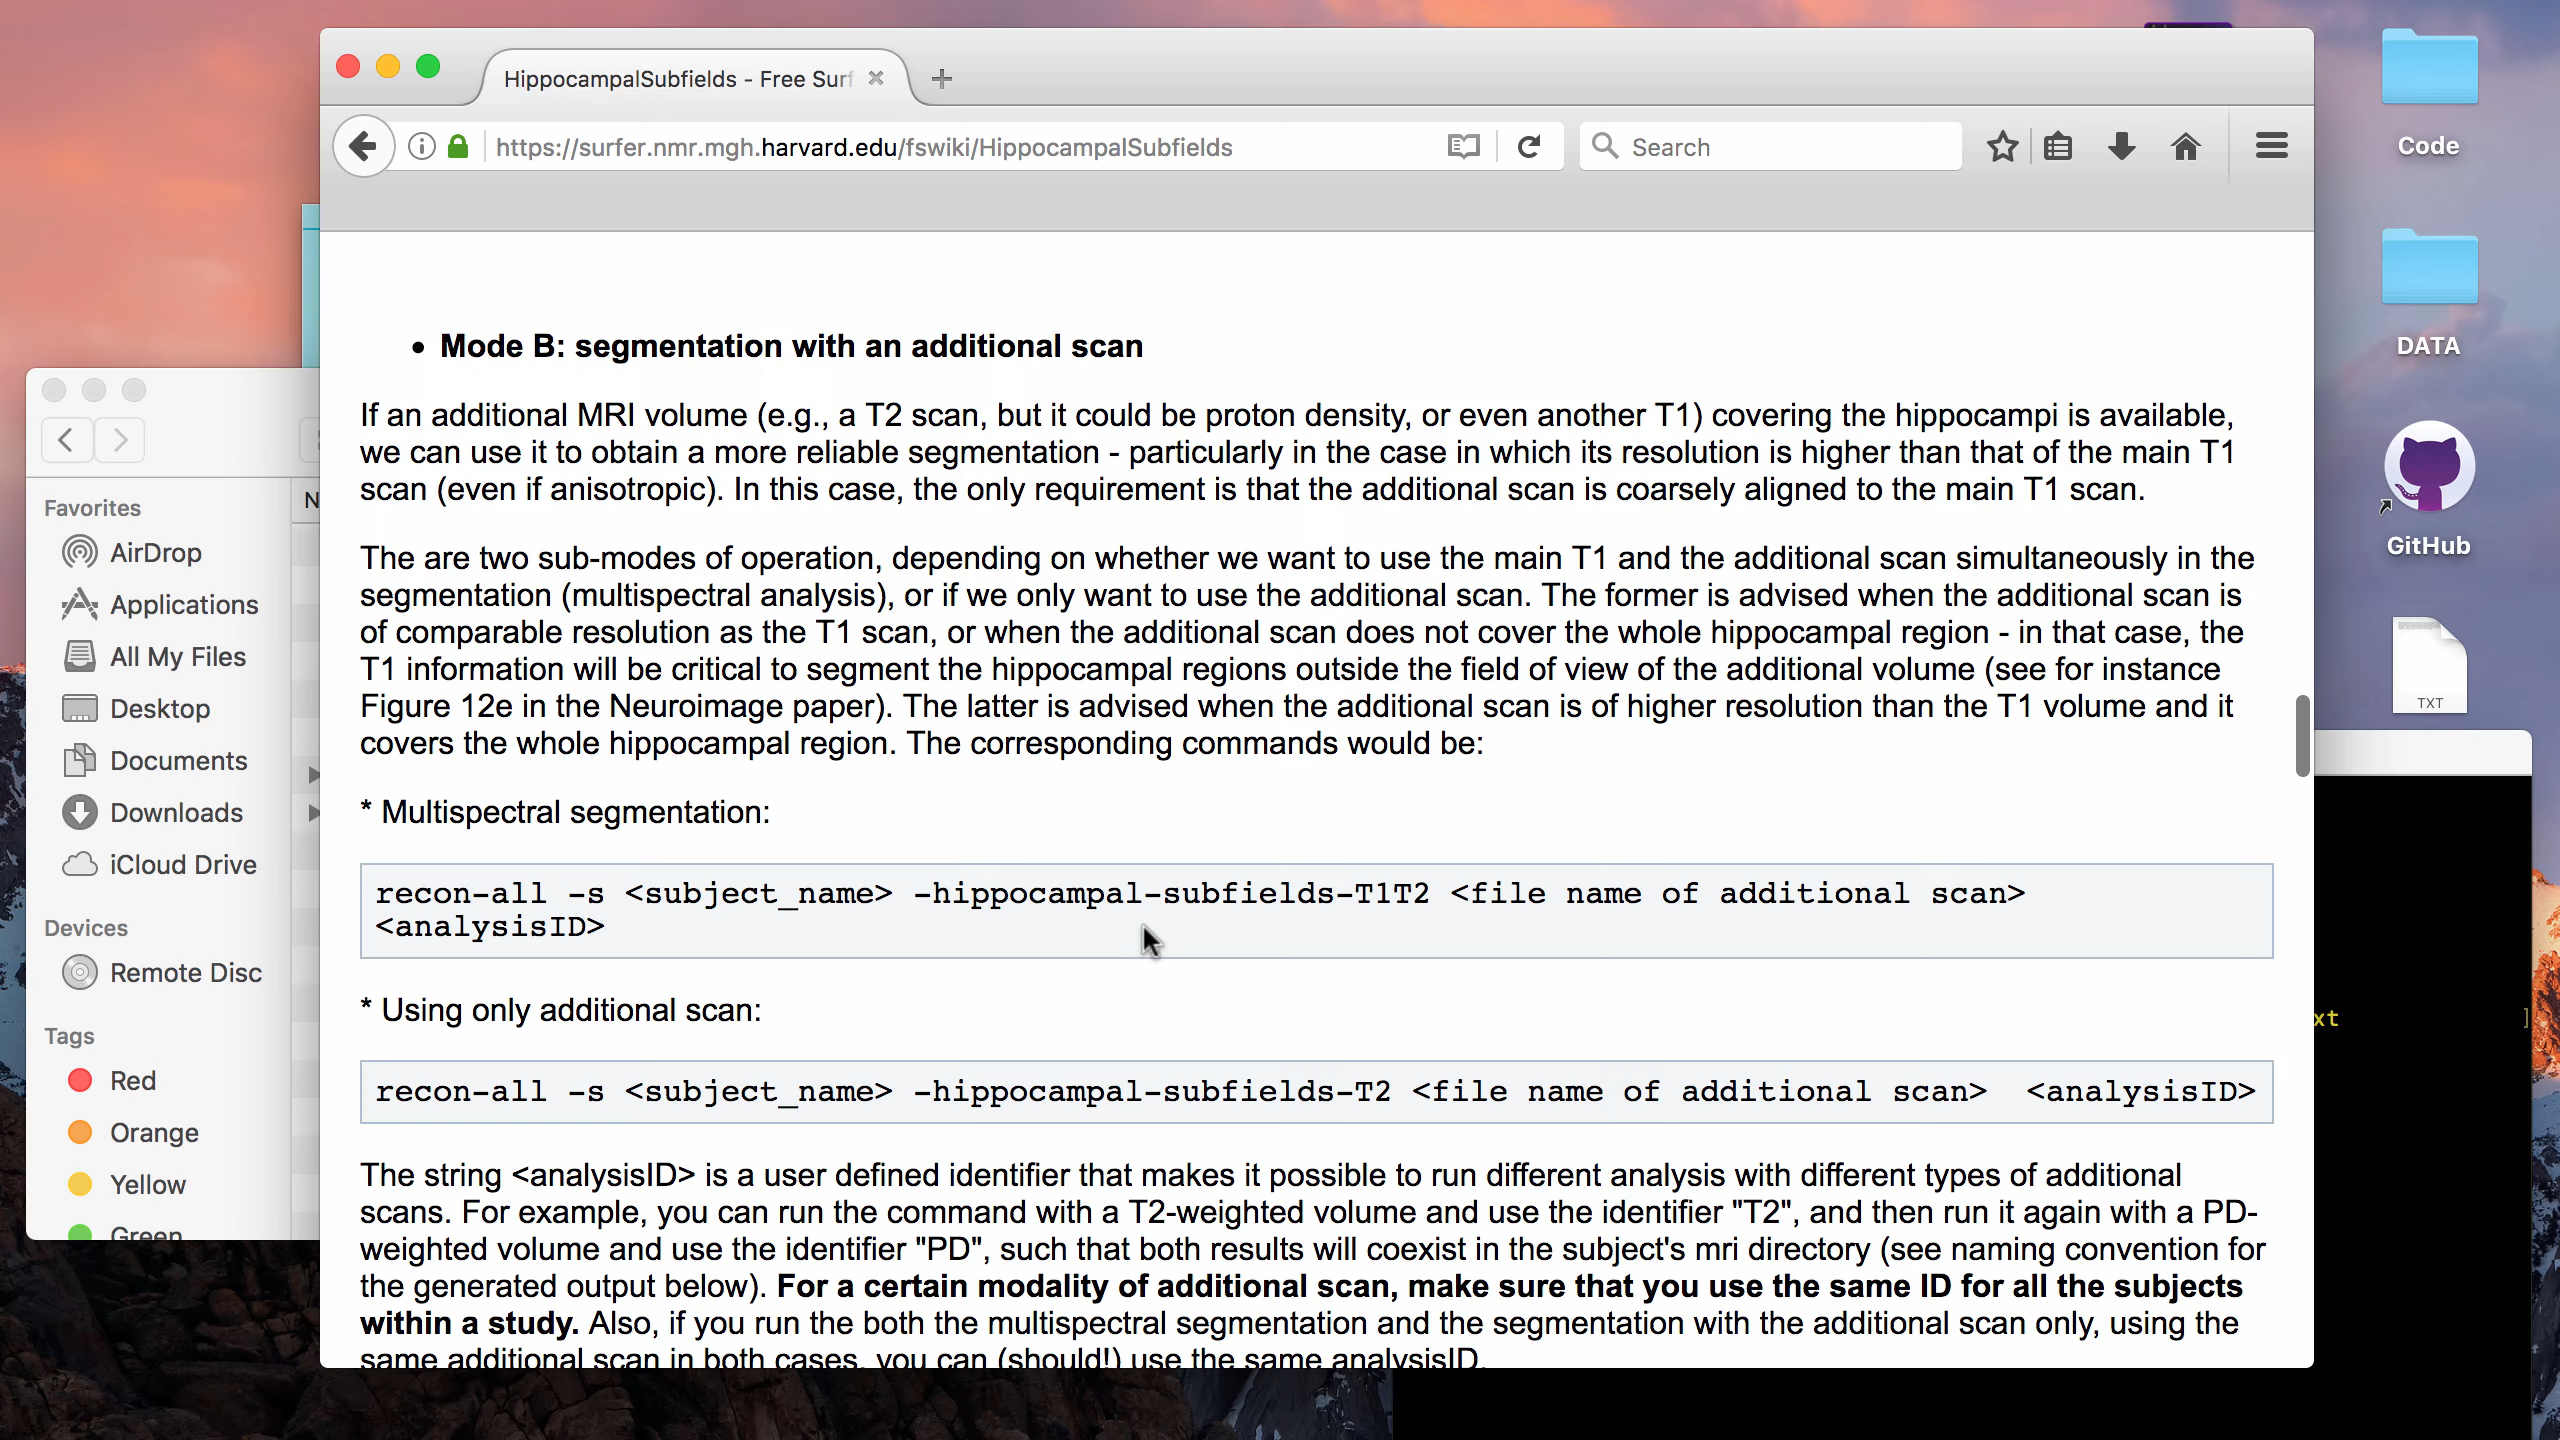 HippocampalSubfields - Free Surf
https://surfer.nmr.mgh.harvard.edu/fswiki/HippocampalSubfields
Search
Mode B: segmentation with an additional scan
If an additional MRI volume (e.g., a T2 scan, but it could be proton density, or even another T1) covering the hippocampi is available,
we can use it to obtain a more reliable segmentation - particularly in the case in which its resolution is higher than that of the main T1
scan (even if anisotropic). In this case, the only requirement is that the additional scan is coarsely aligned to the main T1 scan.
The are two sub-modes of operation, depending on whether we want to use the main T1 and the additional scan simultaneously in the
segmentation (multispectral analysis), or if we only want to use the additional scan. The former is advised when the additional scan is
of comparable resolution as the T1 scan, or when the additional scan does not cover the whole hippocampal region - in that case, the
T1 information will be critical to segment the hippocampal regions outside the field of view of the additional volume (see for instance
Figure 12e in the Neuroimage paper). The latter is advised when the additional scan is of higher resolution than the T1 volume and it
covers the whole hippocampal region. The corresponding commands would be:
* Multispectral segmentation:
recon-all -s <subject_name> -hippocampal-subfields-T1T2 <file name of additional scan>
<analysisID>
* Using only additional scan:
recon-all -s <subject_name> -hippocampal-subfields-T2 <file name of additional scan>  <analysisID>
The string <analysisID> is a user defined identifier that makes it possible to run different analysis with different types of additional
scans. For example, you can run the command with a T2-weighted volume and use the identifier "T2", and then run it again with a PD-
weighted volume and use the identifier "PD", such that both results will coexist in the subject's mri directory (see naming convention for
the generated output below). For a certain modality of additional scan, make sure that you use the same ID for all the subjects
within a study. Also, if you run the both the multispectral segmentation and the segmentation with the additional scan only, using the
same additional scan in both cases, you can (should!) use the same analysisID.
N
Favorites
AirDrop
Applications
All My Files
Desktop
Documents
Downloads
iCloud Drive
Devices
Remote Disc
Tags
Red
Orange
Yellow
Green
Code
DATA
GitHub
TXT
xt ]